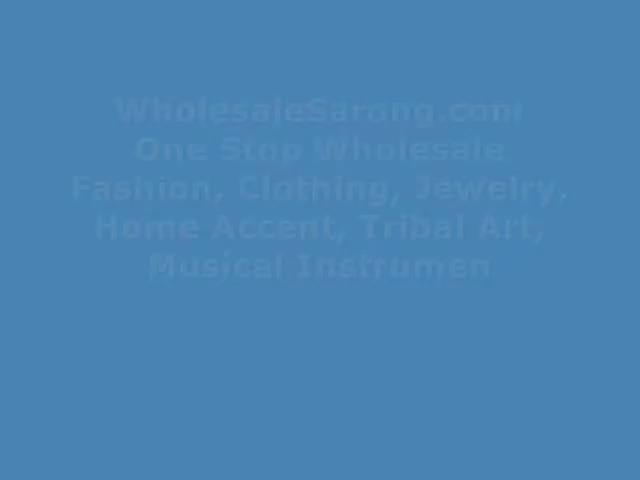 WholesaleSarong.com
One Stop Wholesale
Fashion, Clothing, Jewelry,
Home Accent, Tribal Art,
Musical Instrumen